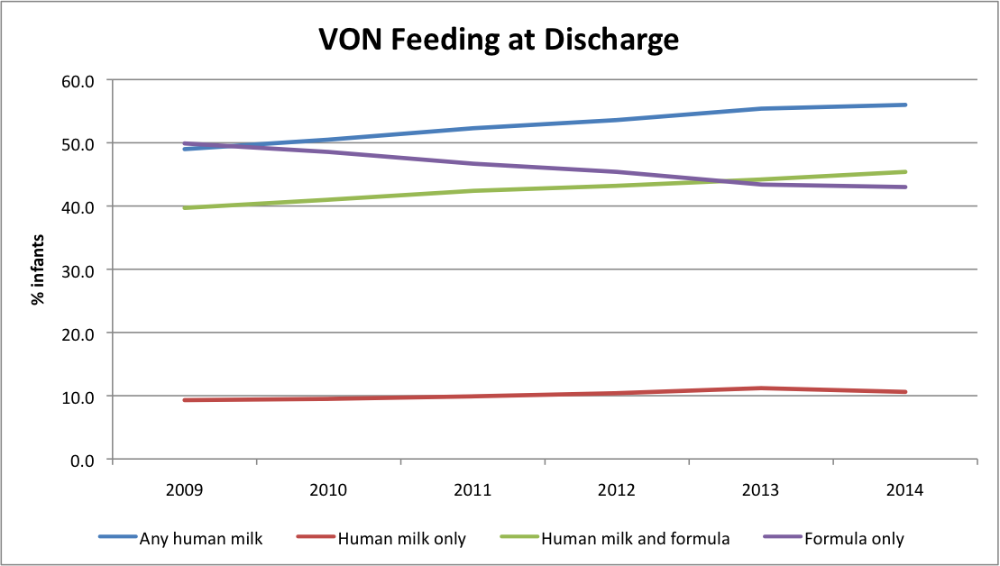 VON Feeding at Discharge
60.0
50.0
40.0
30.0
20.0
10.0
0.0
% infants
2009 2010 2011 2012 2013 2014
Any human milk Human milk only Human milk and formula Formula only